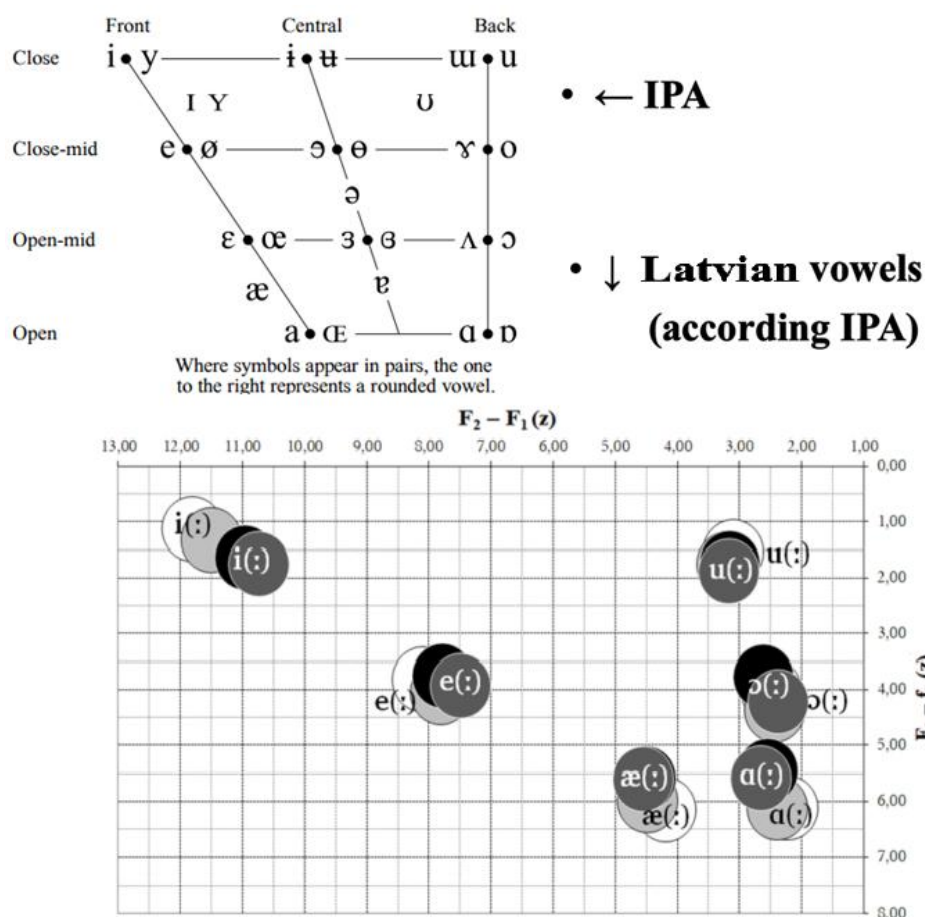 Front Central Back
Close i y ɨ ʉ ɯ u
ɪ ʏ ʊ
Close-mid e ø ɘ ɵ ɤ o
ə
Open-mid ɛ œ ɜ ɞ ʌ ɔ
æ ɐ
Open a ɶ ɑ ɒ
Where symbols appear in pairs, the one
to the right represents a rounded vowel.
• ← IPA
• ↓ Latvian vowels
(according IPA)
F₂ – F₁ (z)
13,00 12,00 11,00 10,00 9,00 8,00 7,00 6,00 5,00 4,00 3,00 2,00 1,00
0,00
1,00
i(ː) u(ː)
i(ː) u(ː)
2,00
3,00
e(ː) ɔ(ː)
4,00
e(ː) ɔ(ː)
5,00
æ(ː) ɑ(ː)
6,00
æ(ː) ɑ(ː)
7,00
8,00
(z)